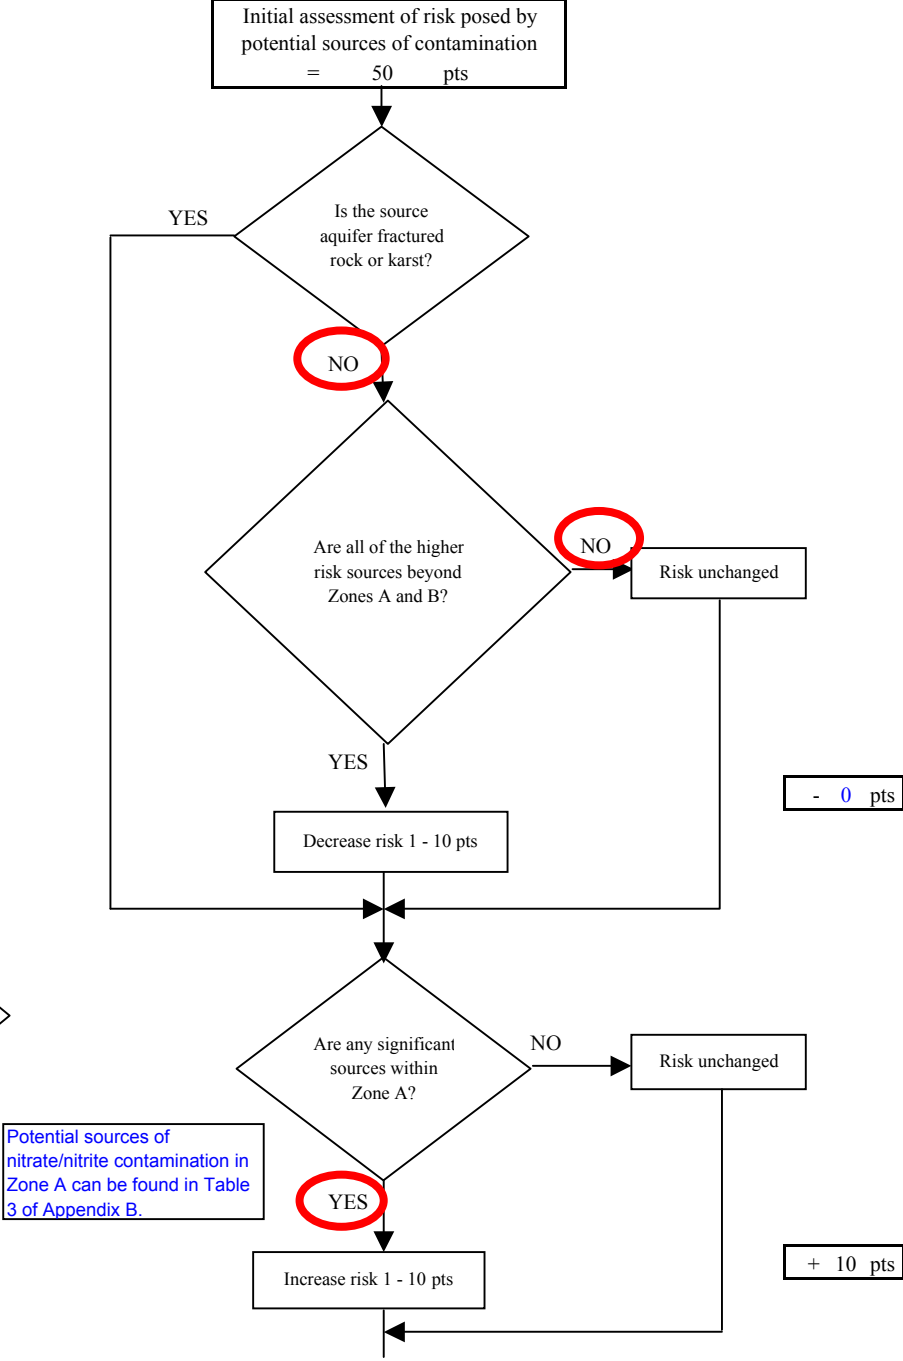 Initial assessment of risk posed by
potential sources of contamination
= 50 pts
YES
Is the source
aquifer fractured
rock or karst?
NO
Are all of the higher
risk sources beyond
Zones A and B?
NO
Risk unchanged
YES
- 0 pts
Decrease risk 1 - 10 pts
Are any significant
sources within
Zone A?
NO
Risk unchanged
Potential sources of
nitrate/nitrite contamination in
Zone A can be found in Table
3 of Appendix B.
YES
+ 10 pts
Increase risk 1 - 10 pts